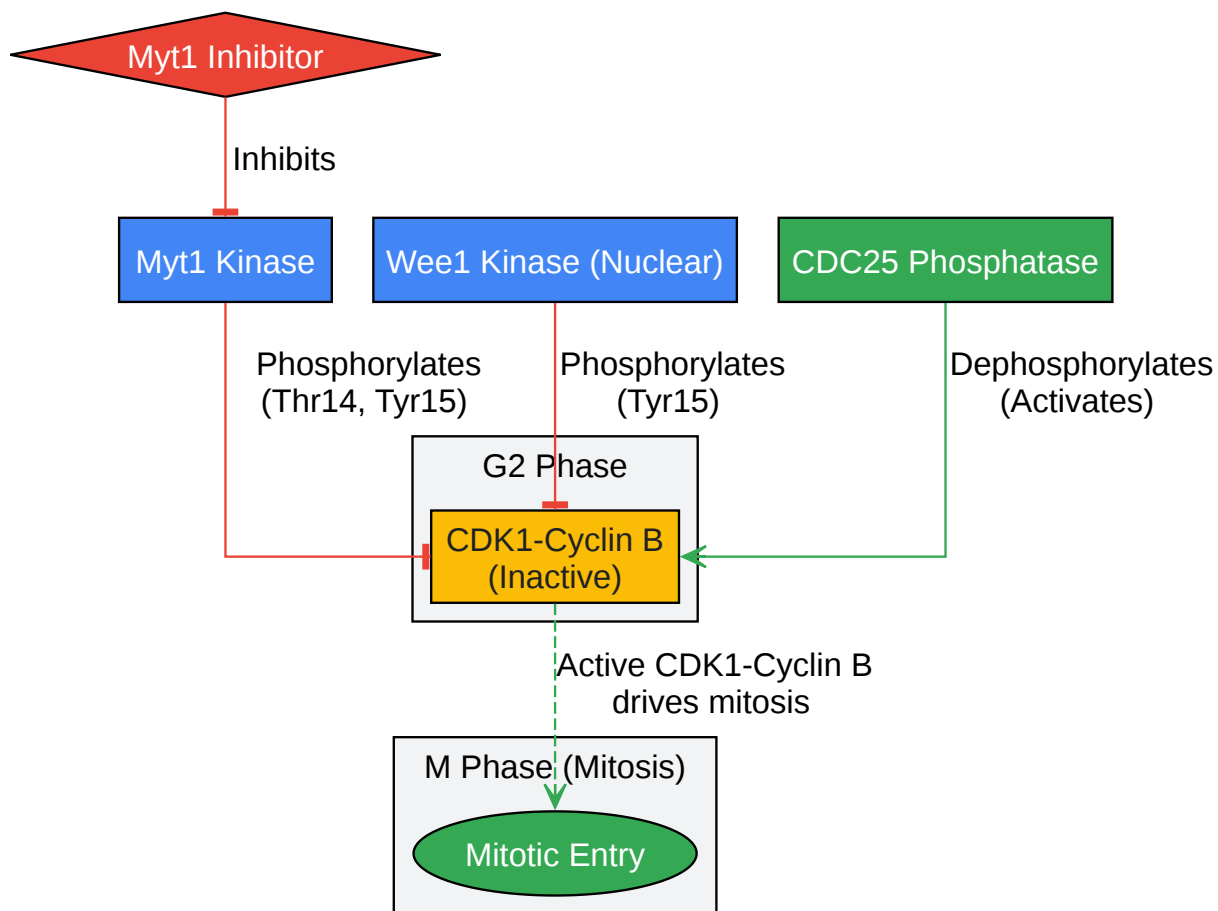 Myt1 Inhibitor
Inhibits
Myt1 Kinase
Wee1 Kinase (Nuclear)
CDC25 Phosphatase
Phosphorylates
(Thr14, Tyr15)
Phosphorylates
(Tyr15)
Dephosphorylates
(Activates)
G2 Phase
CDK1-Cyclin B
(Inactive)
Active CDK1-Cyclin B
drives mitosis
M Phase (Mitosis)
Mitotic Entry